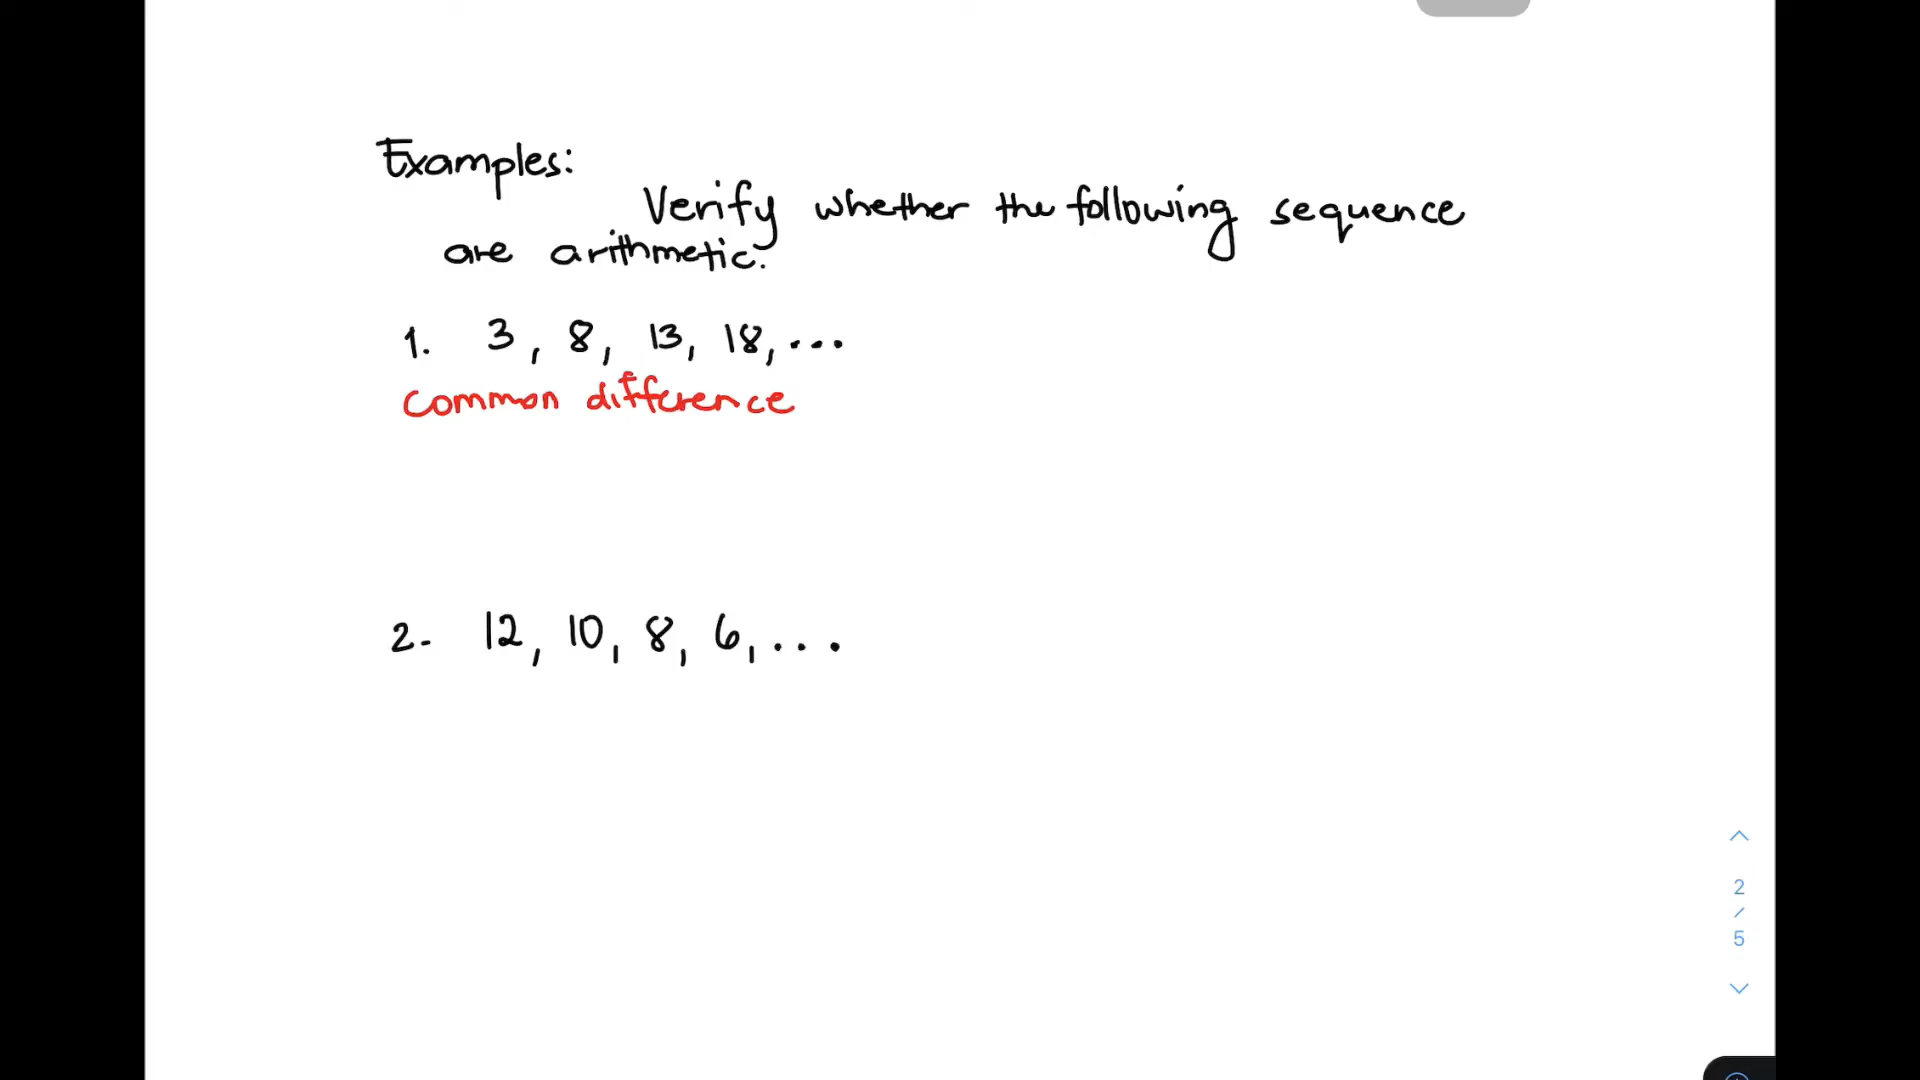 Examples:
Verify whether the following sequence
are arithmetic.
1. 3, 8, 13, 18, ...
Common difference
2. 12, 10, 8, 6, ...
2
/
5